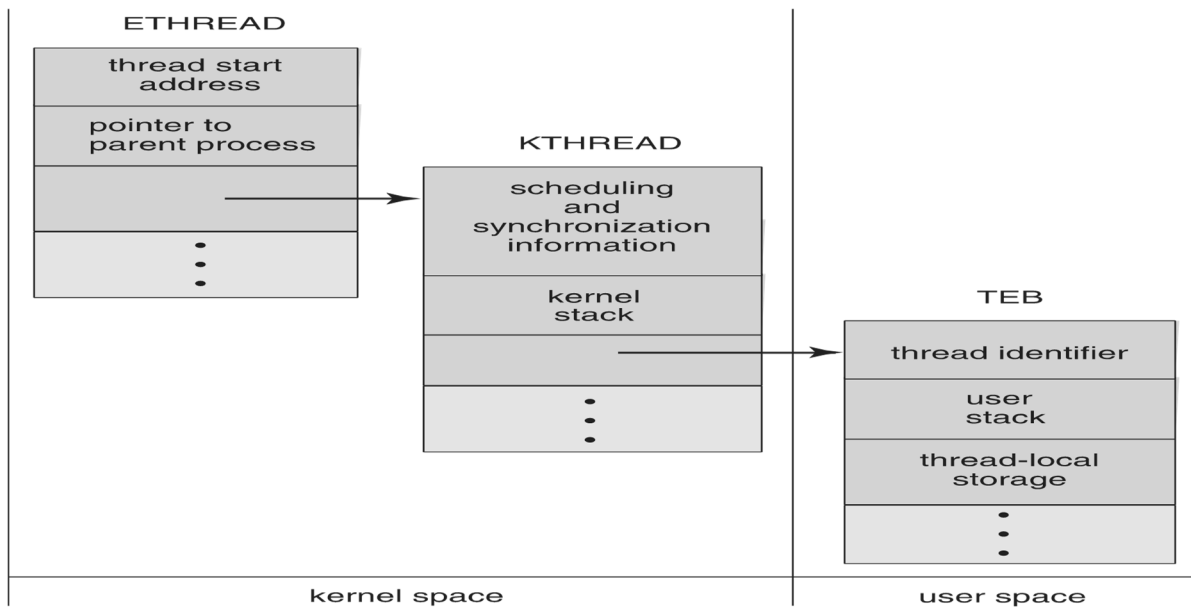 ETHREAD
thread start
address
pointer to
parent process
KTHREAD
scheduling
and
synchronization
information
kernel
stack
TEB
thread identifier
user
stack
thread-local
storage
kernel space
user space